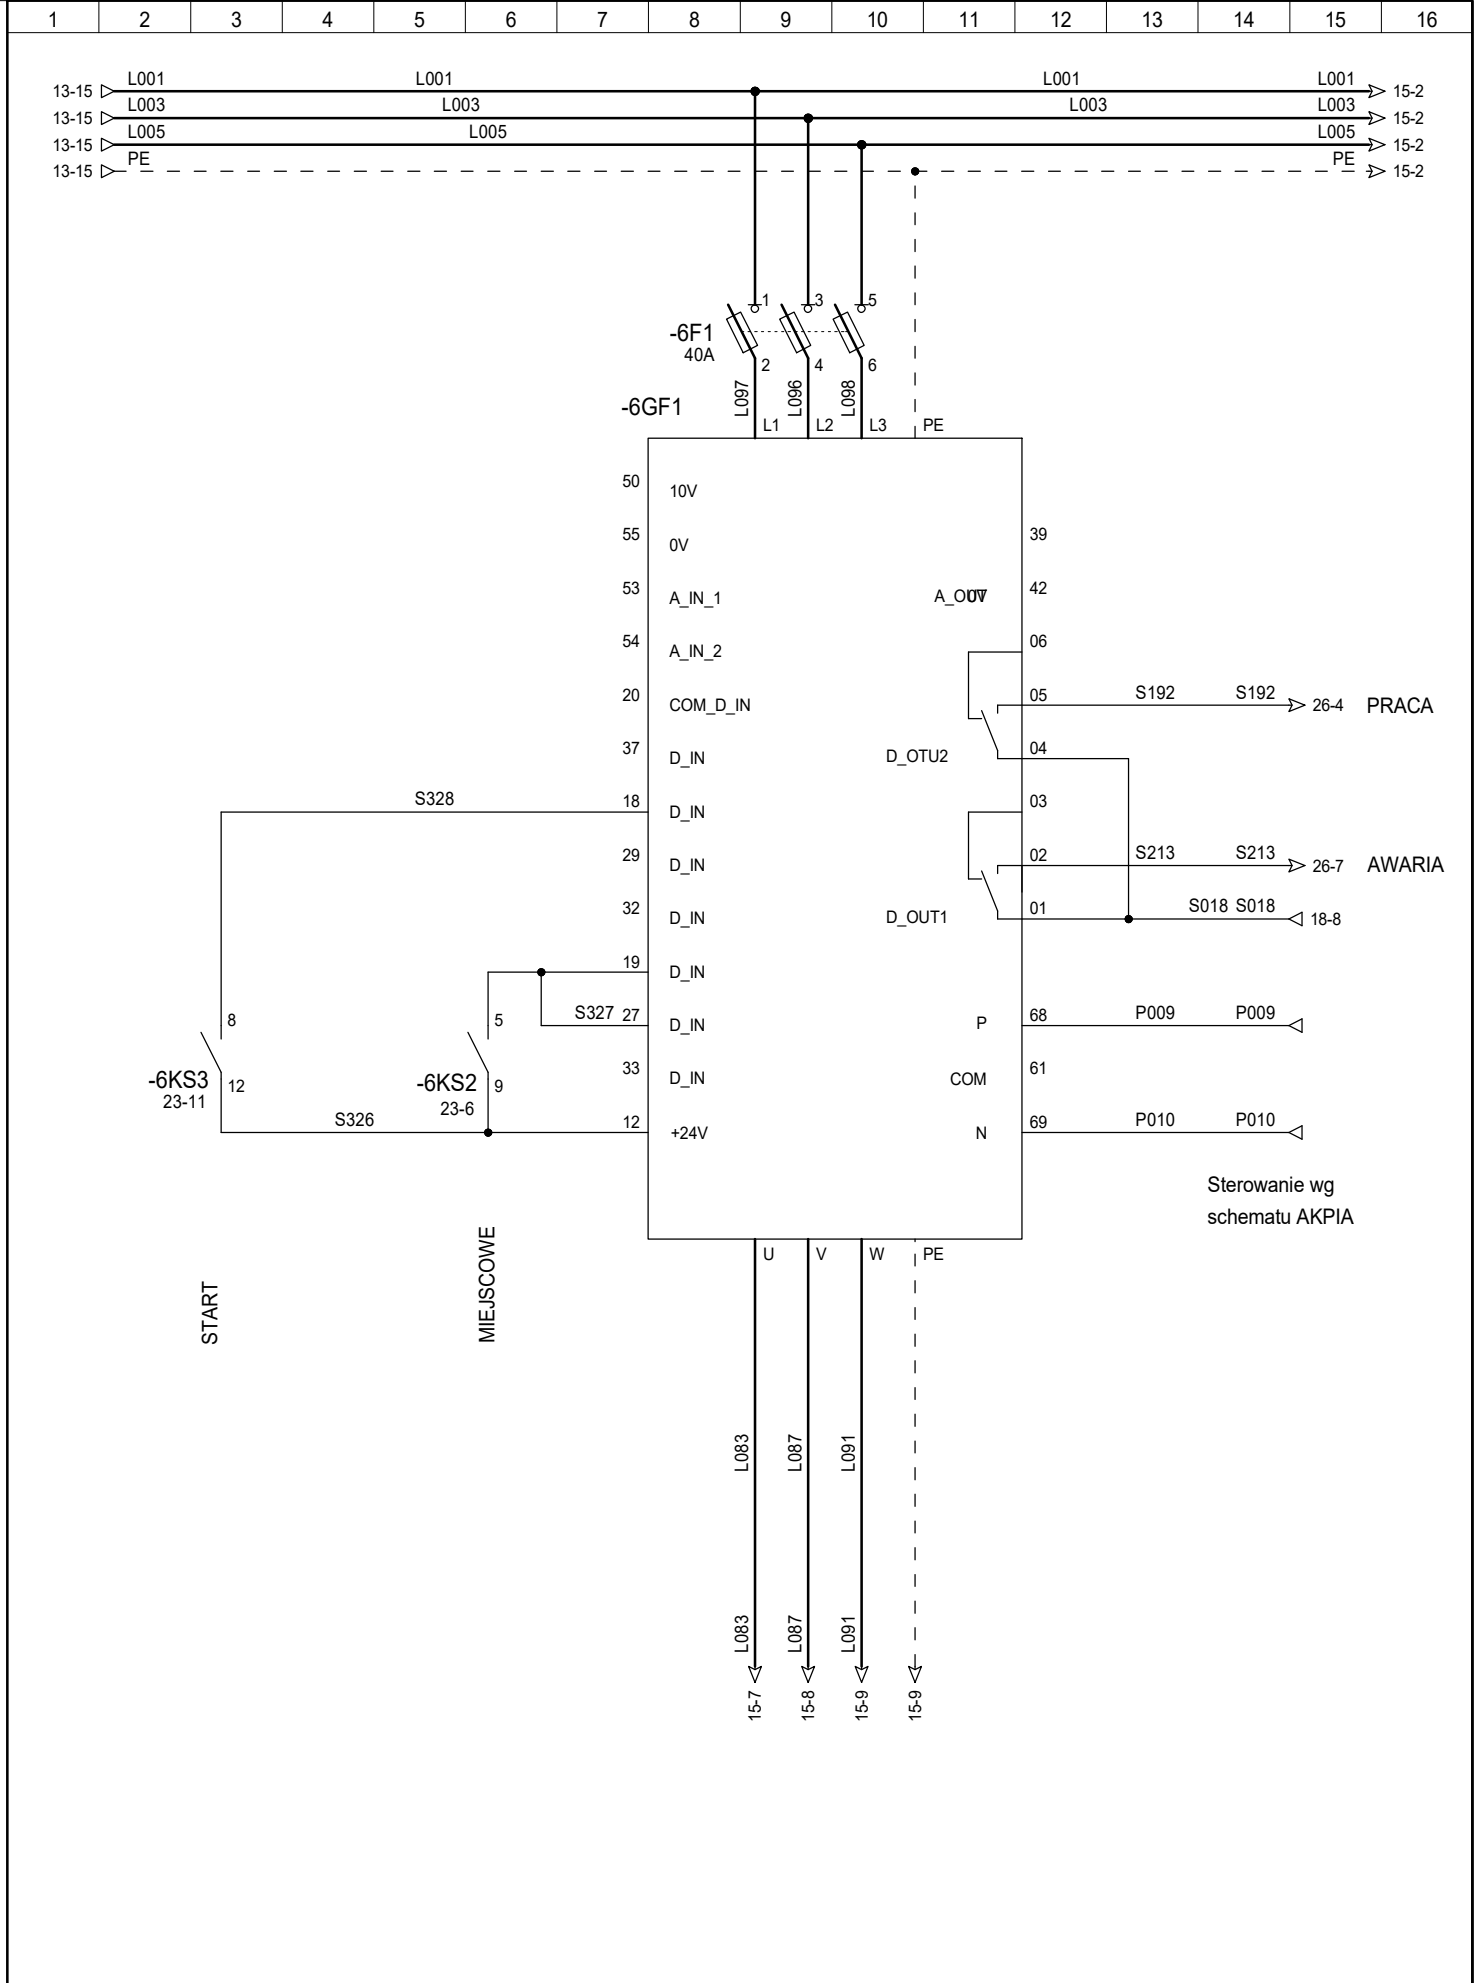 1 2 3 4 5 6 7 8 9 10 11 12 13 14 15 16
L001 L001 L001 L001
13-15 15-2
L003 L003 L003 L003
13-15 15-2
L005 L005 L005
13-15 15-2
PE PE
13-15 15-2
1 3 5
-6F1
40A
2 4 6
L097 L096 L098
-6GF1
L1 L2 L3 PE
50 10V
55 0V 39
53 A_IN_1 A_OUT 0V 42
54 A_IN_2 06
20 COM_D_IN 05 S192 S192 26-4 PRACA
37 D_IN D_OTU2 04
S328 18 D_IN 03
29 D_IN 02 S213 S213 26-7 AWARIA
32 D_IN D_OUT1 01 S018 S018 18-8
19 D_IN
8 5 S327 27 D_IN P 68 P009 P009
-6KS3 12 -6KS2 9 33 D_IN COM 61
23-11 23-6
S326 12 +24V N 69 P010 P010
Sterowanie wg
schematu AKPIA
U V W PE
START
MIEJSCOWE
L083 L087 L091
L083 L087 L091
15-7 15-8 15-9 15-9